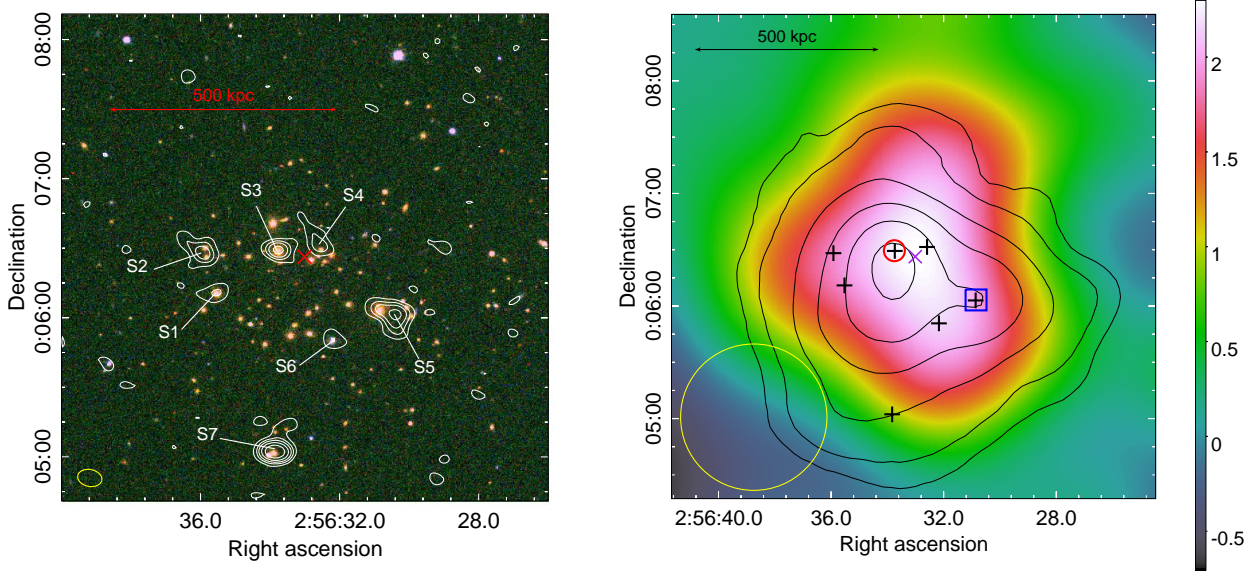 08:00
07:00
0:06:00
05:00
Declination
500 kpc
S3
S4
S2
S1
S6
S5
S7
36.0
2:56:32.0
28.0
Right ascension
08:00
07:00
0:06:00
05:00
Declination
500 kpc
2:56:40.0
36.0
32.0
28.0
Right ascension
2
1.5
1
0.5
0
-0.5